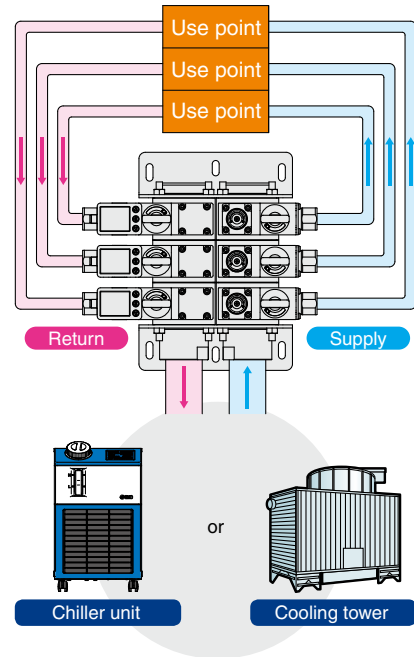 Use point
Use point
Use point
Return
Supply
or
Chiller unit
Cooling tower